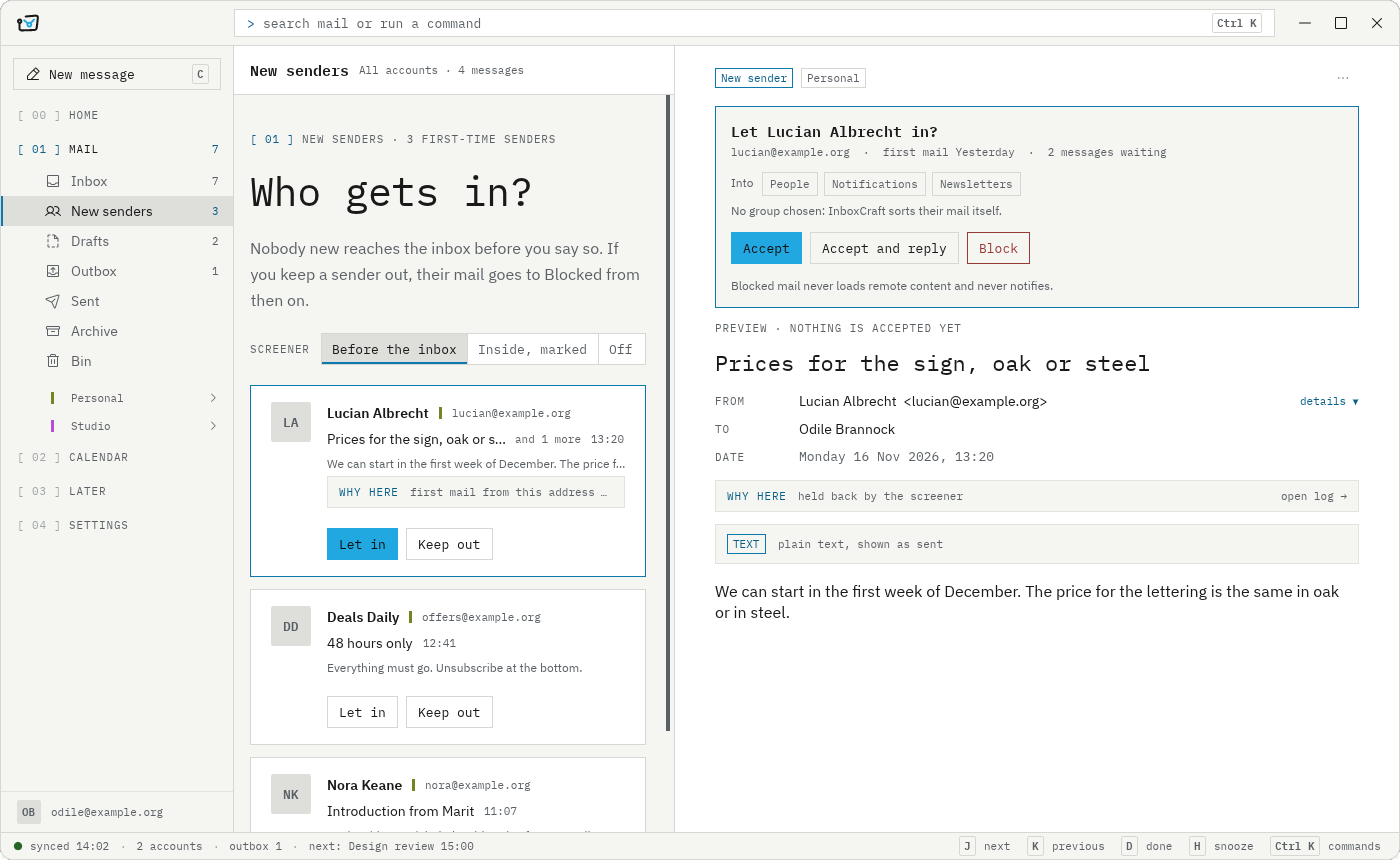 > search mail or run a command Ctrl K
New message C
[ 00 ] HOME
[ 01 ] MAIL 7
Inbox 7
New senders 3
Drafts 2
Outbox 1
Sent
Archive
Bin
Personal
Studio
[ 02 ] CALENDAR
[ 03 ] LATER
[ 04 ] SETTINGS
OB odile@example.org
New senders All accounts · 4 messages
[ 01 ] NEW SENDERS · 3 FIRST-TIME SENDERS
Who gets in?
Nobody new reaches the inbox before you say so. If
you keep a sender out, their mail goes to Blocked from
then on.
SCREENER Before the inbox Inside, marked Off
LA Lucian Albrecht lucian@example.org
Prices for the sign, oak or s… and 1 more 13:20
We can start in the first week of December. The price f…
WHY HERE first mail from this address …
Let in Keep out
DD Deals Daily offers@example.org
48 hours only 12:41
Everything must go. Unsubscribe at the bottom.
Let in Keep out
NK Nora Keane nora@example.org
Introduction from Marit 11:07
New sender Personal ···
Let Lucian Albrecht in?
lucian@example.org · first mail Yesterday · 2 messages waiting
Into People Notifications Newsletters
No group chosen: InboxCraft sorts their mail itself.
Accept Accept and reply Block
Blocked mail never loads remote content and never notifies.
PREVIEW · NOTHING IS ACCEPTED YET
Prices for the sign, oak or steel
FROM Lucian Albrecht <lucian@example.org> details ▾
TO Odile Brannock
DATE Monday 16 Nov 2026, 13:20
WHY HERE held back by the screener open log →
TEXT plain text, shown as sent
We can start in the first week of December. The price for the lettering is the same in oak
or in steel.
synced 14:02 · 2 accounts · outbox 1 · next: Design review 15:00
J next K previous D done H snooze Ctrl K commands